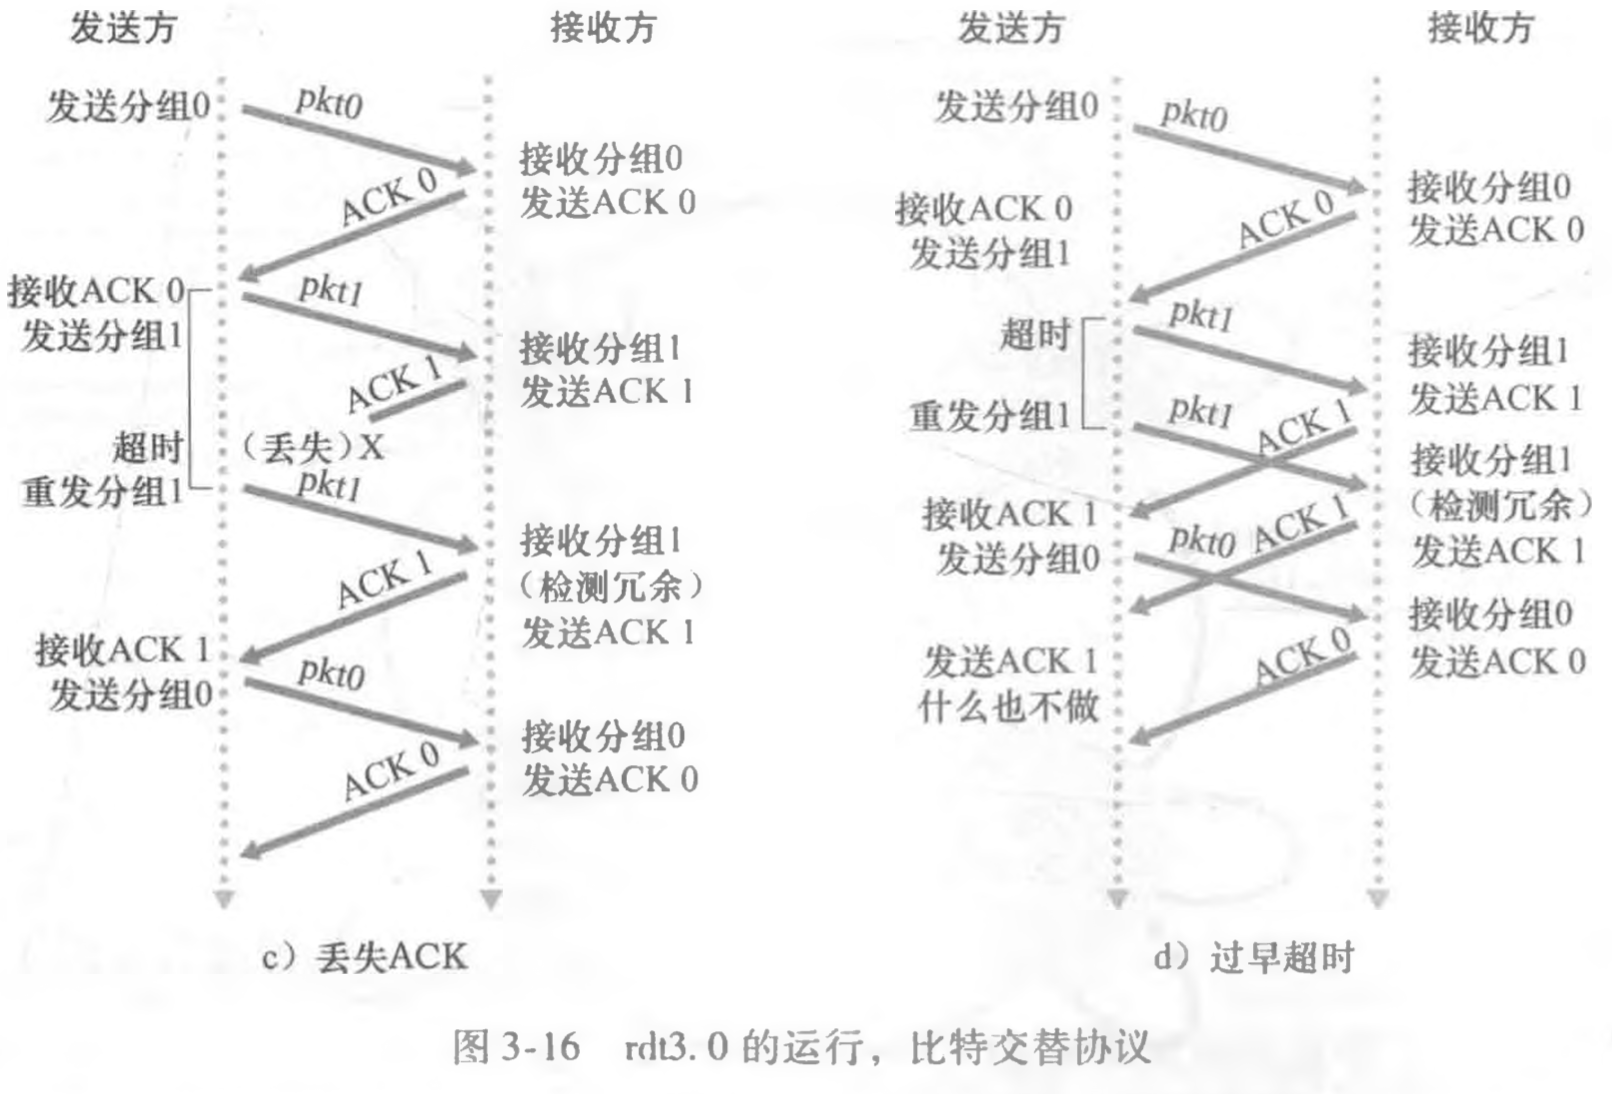 发送方
接收方
发送分组0
pkt0
接收分组0
发送ACK 0
ACK 0
接收ACK 0
发送分组1
pkt1
接收分组1
发送ACK 1
ACK 1
超时
(丢失)X
重发分组1
pkt1
接收分组1
(检测冗余)
发送ACK 1
ACK 1
接收ACK 1
发送分组0
pkt0
接收分组0
发送ACK 0
ACK 0
c) 丢失ACK
发送方
接收方
发送分组0
pkt0
接收分组0
发送ACK 0
ACK 0
接收ACK 0
发送分组1
超时
pkt1
接收分组1
发送ACK 1
重发分组1
pkt1
ACK 1
接收分组1
(检测冗余)
发送ACK 1
接收ACK 1
发送分组0
pkt0
ACK 1
接收分组0
发送ACK 0
发送ACK 1
什么也不做
ACK 0
d) 过早超时
图 3-16 rdt3.0 的运行，比特交替协议